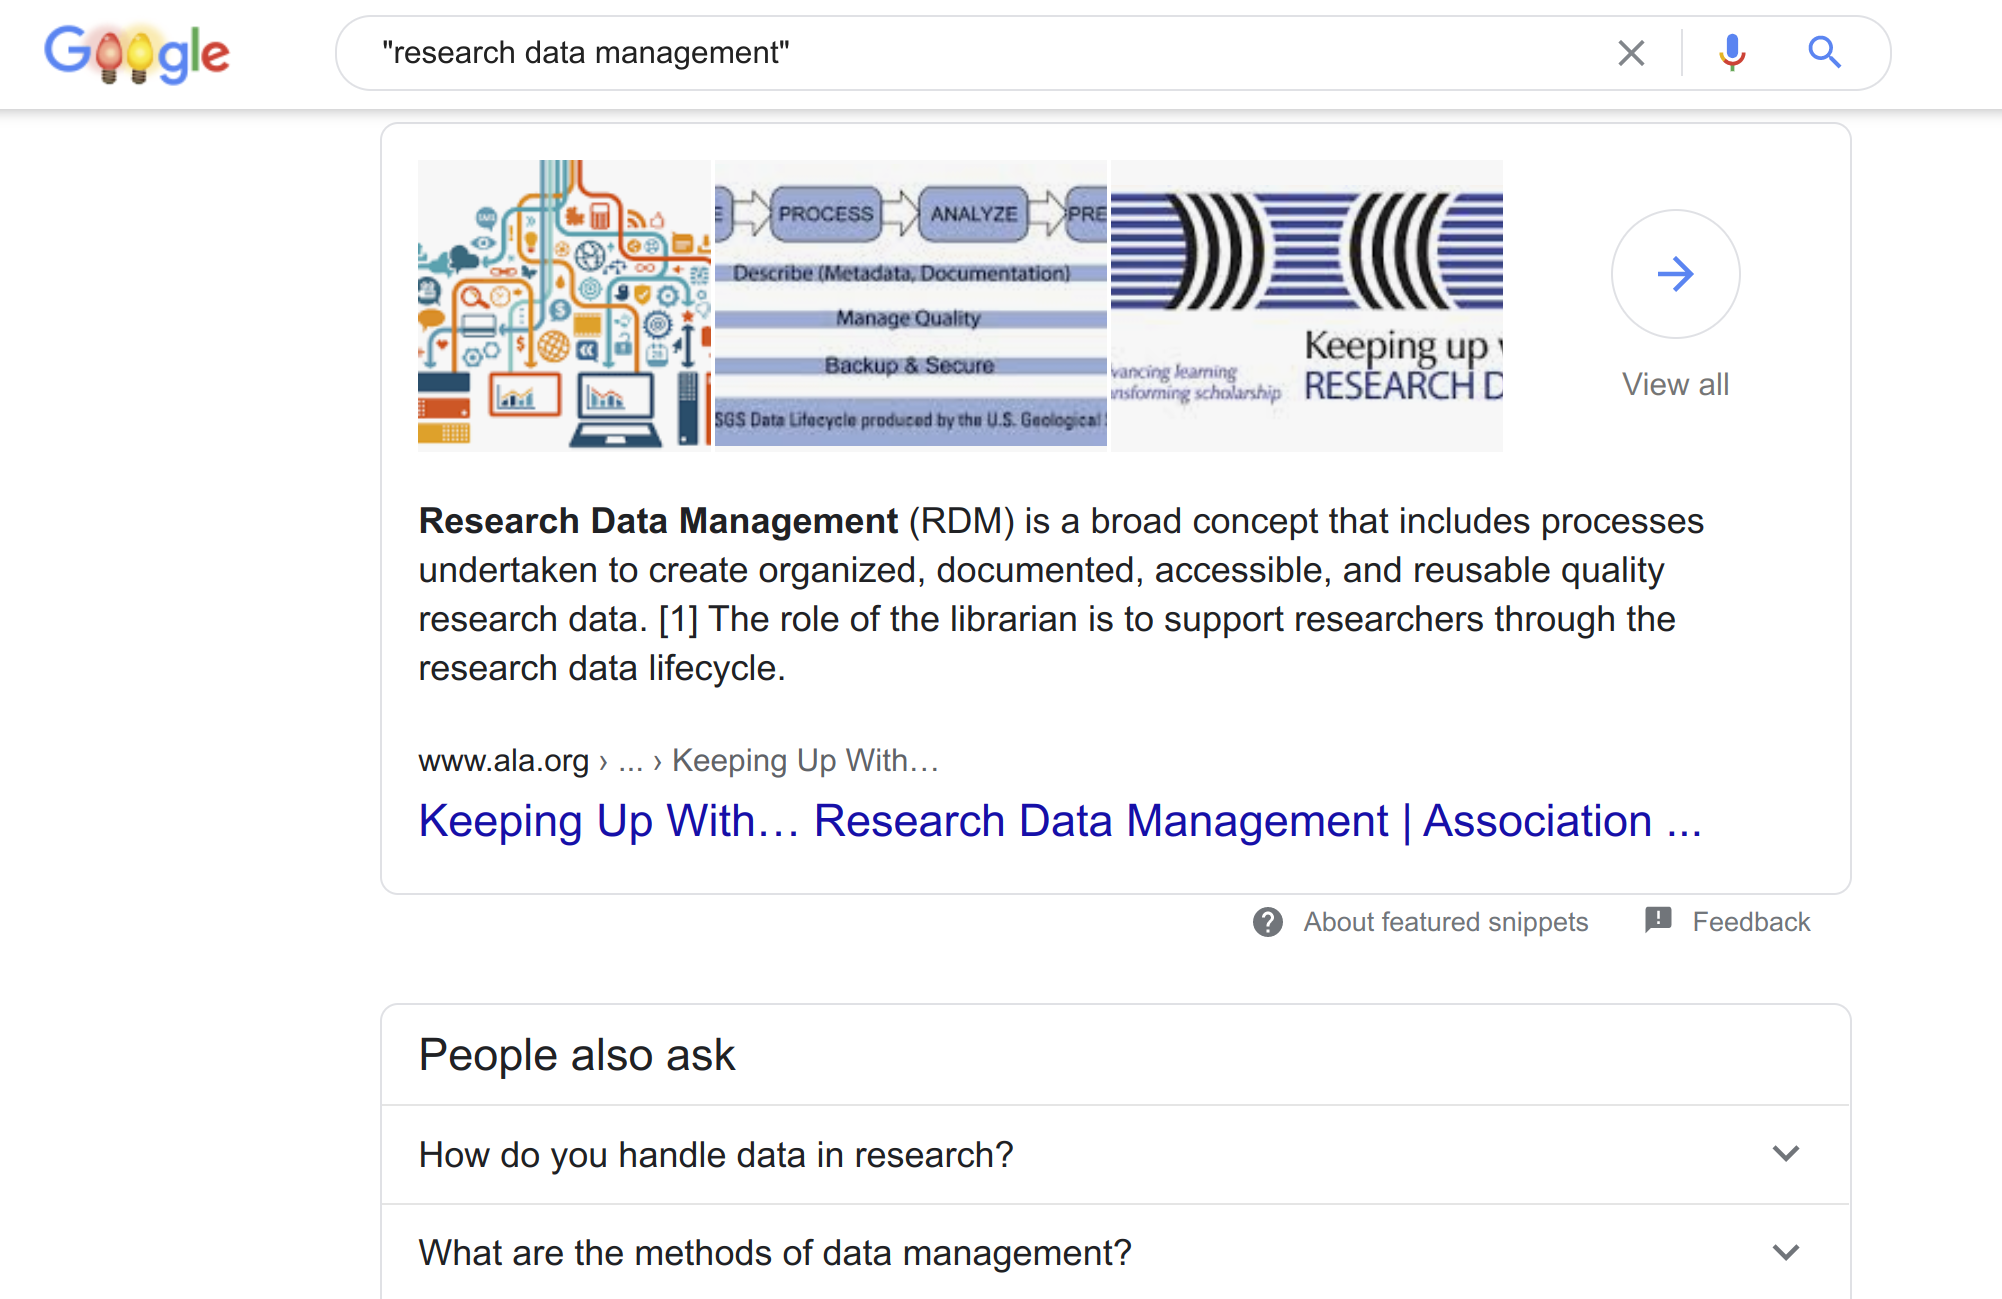 Google
"research data management"
PROCESS
ANALYZE
PRE
Describe (Metadata, Documentation)
Manage Quality
Backup & Secure
SGS Data Lifecycle produced by the U.S. Geological
Keeping up
vancing learning
nsforming scholarship
RESEARCH D
View all
Research Data Management (RDM) is a broad concept that includes processes
undertaken to create organized, documented, accessible, and reusable quality
research data. [1] The role of the librarian is to support researchers through the
research data lifecycle.
www.ala.org › ... › Keeping Up With…
Keeping Up With… Research Data Management | Association ...
About featured snippets
Feedback
People also ask
How do you handle data in research?
What are the methods of data management?